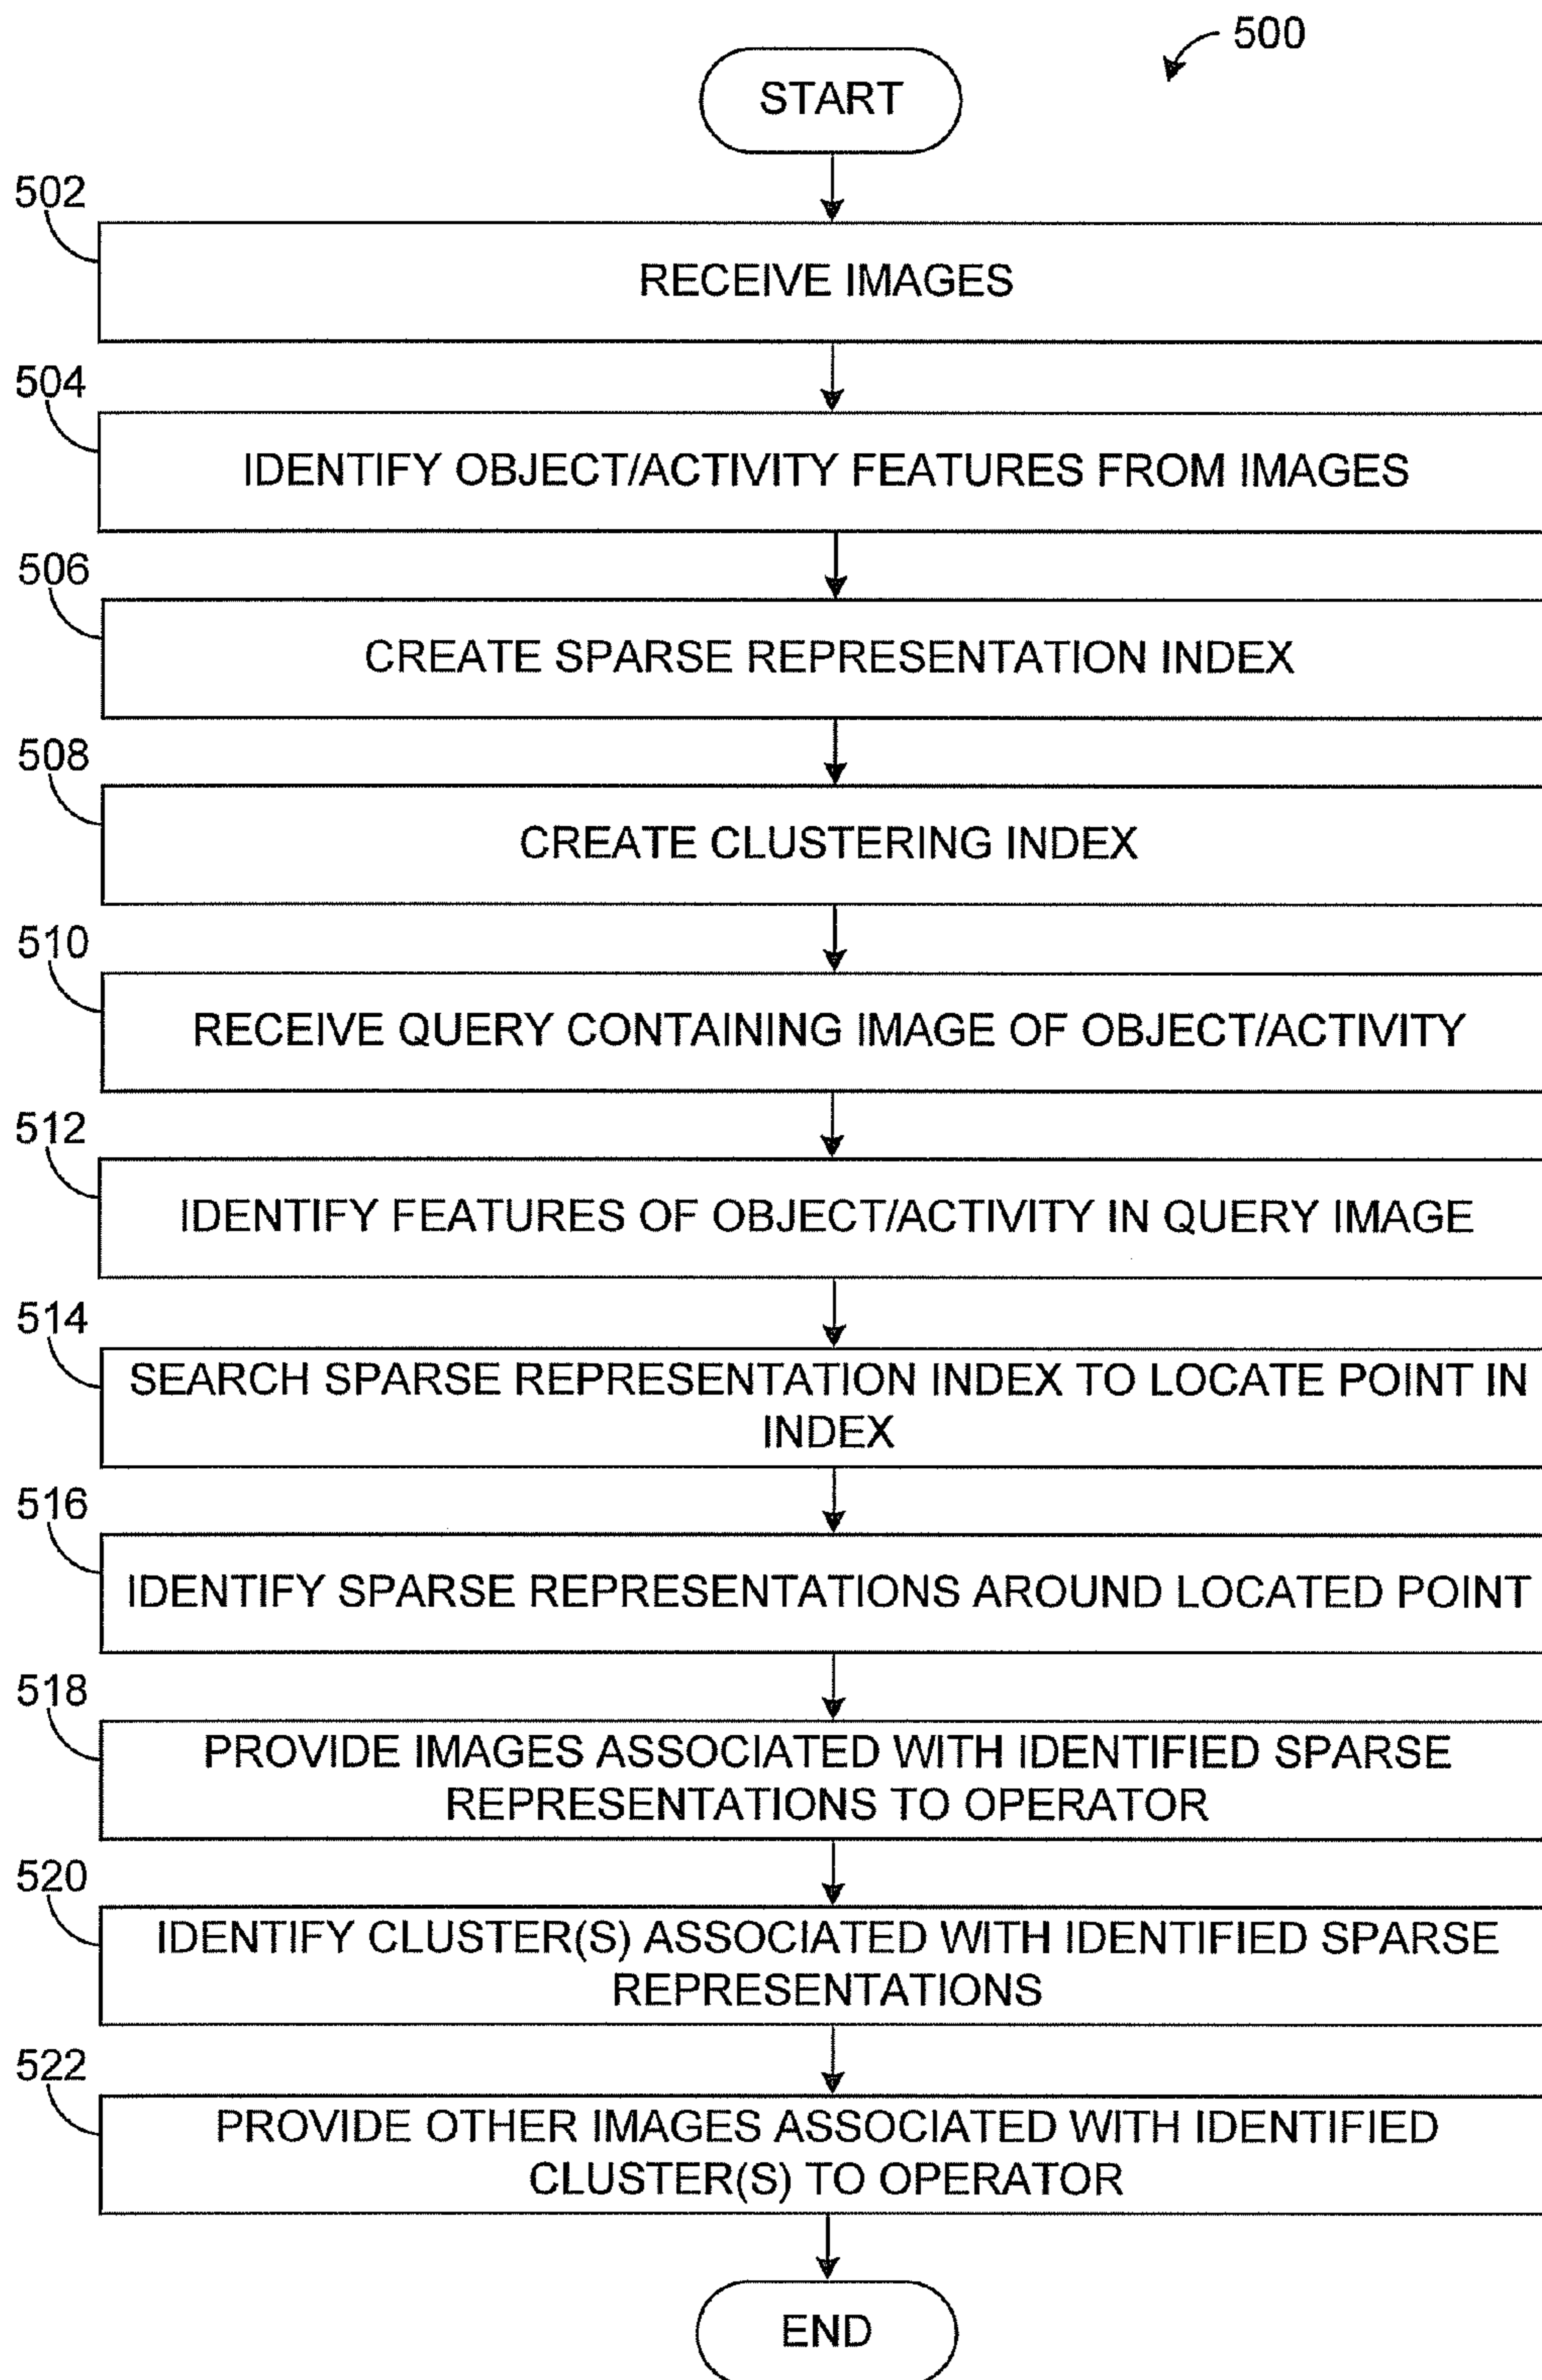 500
START
502
RECEIVE IMAGES
504
IDENTIFY OBJECT/ACTIVITY FEATURES FROM IMAGES
506
CREATE SPARSE REPRESENTATION INDEX
508
CREATE CLUSTERING INDEX
510
RECEIVE QUERY CONTAINING IMAGE OF OBJECT/ACTIVITY
512
IDENTIFY FEATURES OF OBJECT/ACTIVITY IN QUERY IMAGE
514
SEARCH SPARSE REPRESENTATION INDEX TO LOCATE POINT IN
INDEX
516
IDENTIFY SPARSE REPRESENTATIONS AROUND LOCATED POINT
518
PROVIDE IMAGES ASSOCIATED WITH IDENTIFIED SPARSE
REPRESENTATIONS TO OPERATOR
520
IDENTIFY CLUSTER(S) ASSOCIATED WITH IDENTIFIED SPARSE
REPRESENTATIONS
522
PROVIDE OTHER IMAGES ASSOCIATED WITH IDENTIFIED
CLUSTER(S) TO OPERATOR
END